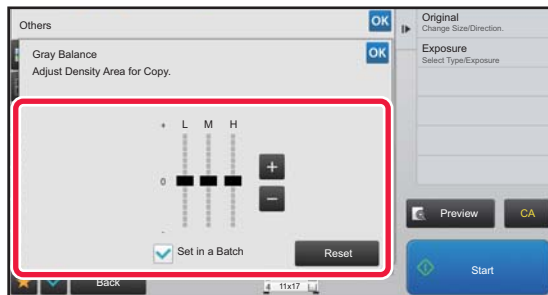 Others
OK
Gray Balance
OK
Adjust Density Area for Copy.
+ L M H
0
+
−
-
Set in a Batch
Reset
Back
4 11x17
Original
Change Size/Direction.
Exposure
Select Type/Exposure
Preview
CA
Start